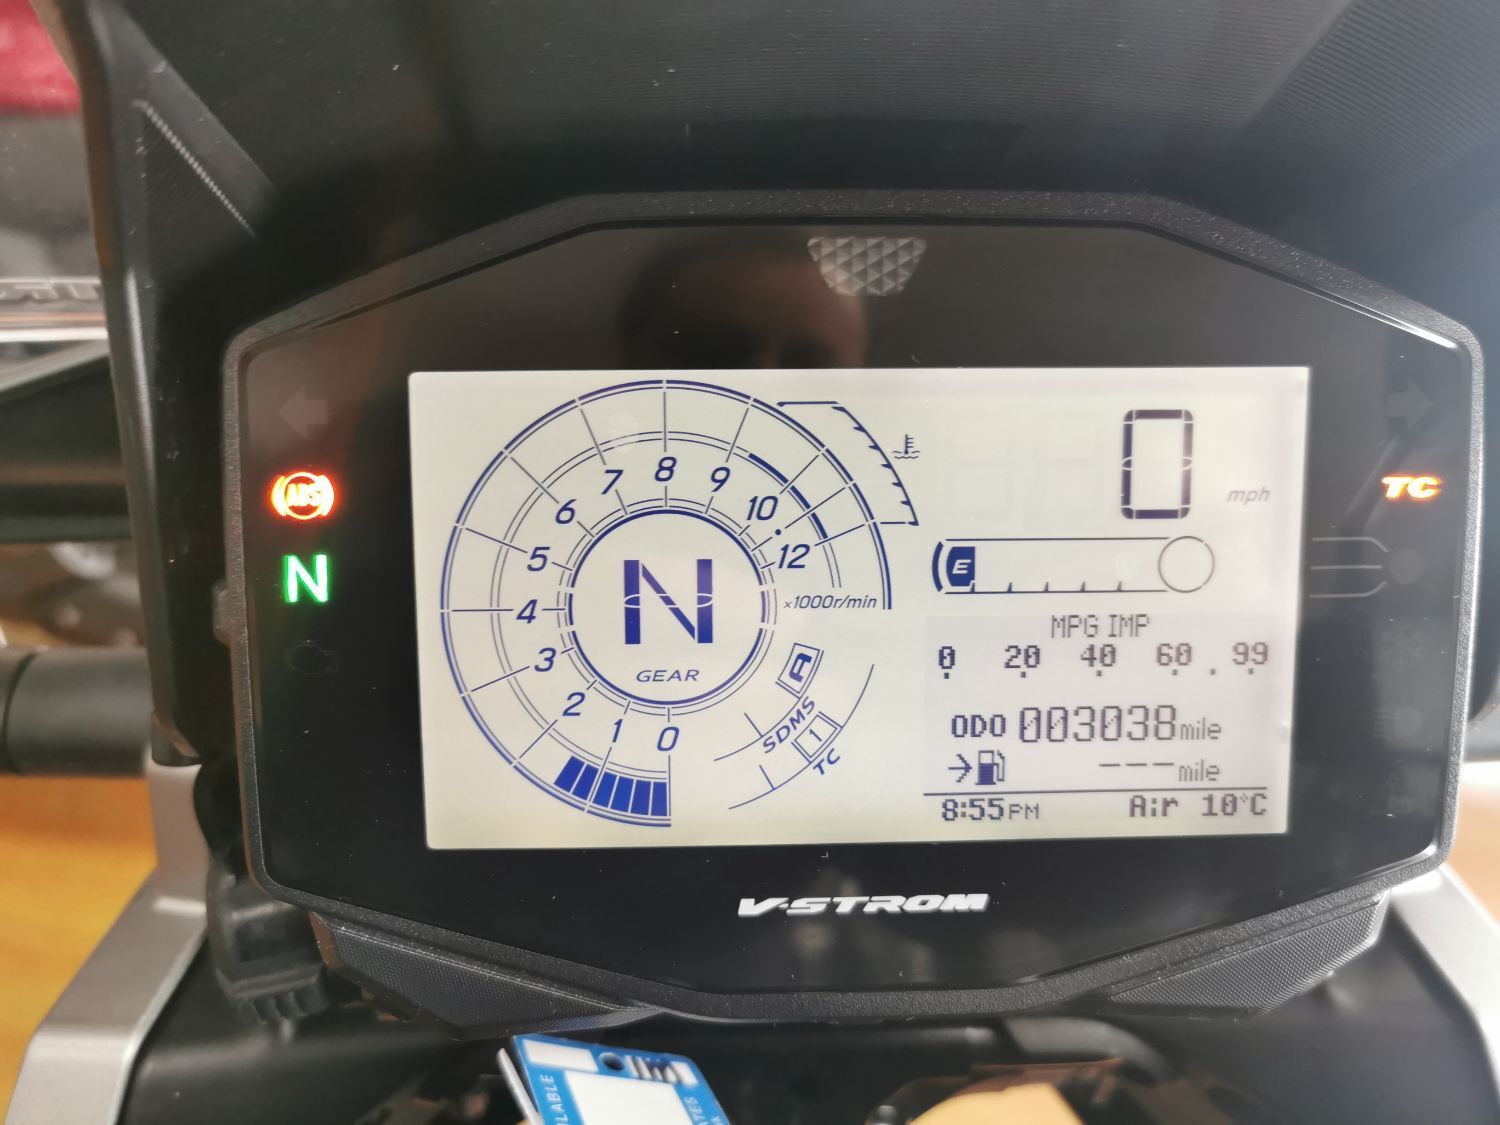 0
mph
ABS
TC
N
7 8 9
6 10
5 12
4 N x1000r/min
3 GEAR
2 1 0
A
SDMS
1
TC
E
MPG IMP
0 20 40 60 . 99
ODO 003038 mile
--- mile
8:55 PM Air 10°C
V-STROM